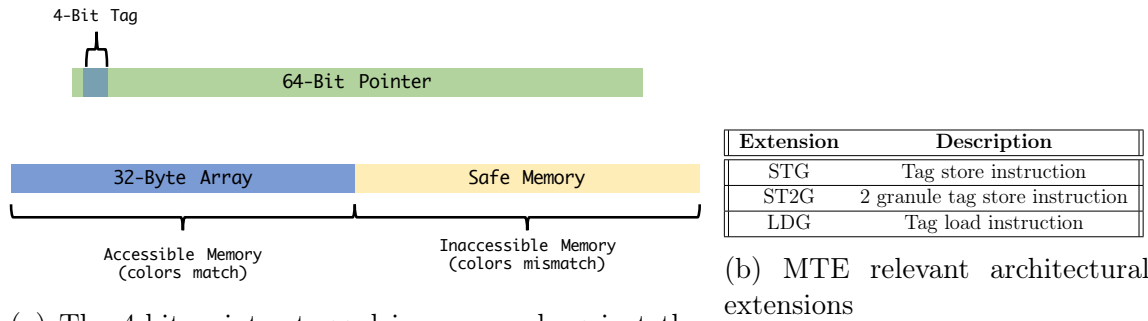 4-Bit Tag
64-Bit Pointer
32-Byte Array
Safe Memory
Accessible Memory
(colors match)
Inaccessible Memory
(colors mismatch)
Extension Description
STG Tag store instruction
ST2G 2 granule tag store instruction
LDG Tag load instruction
(b) MTE relevant architectural
extensions